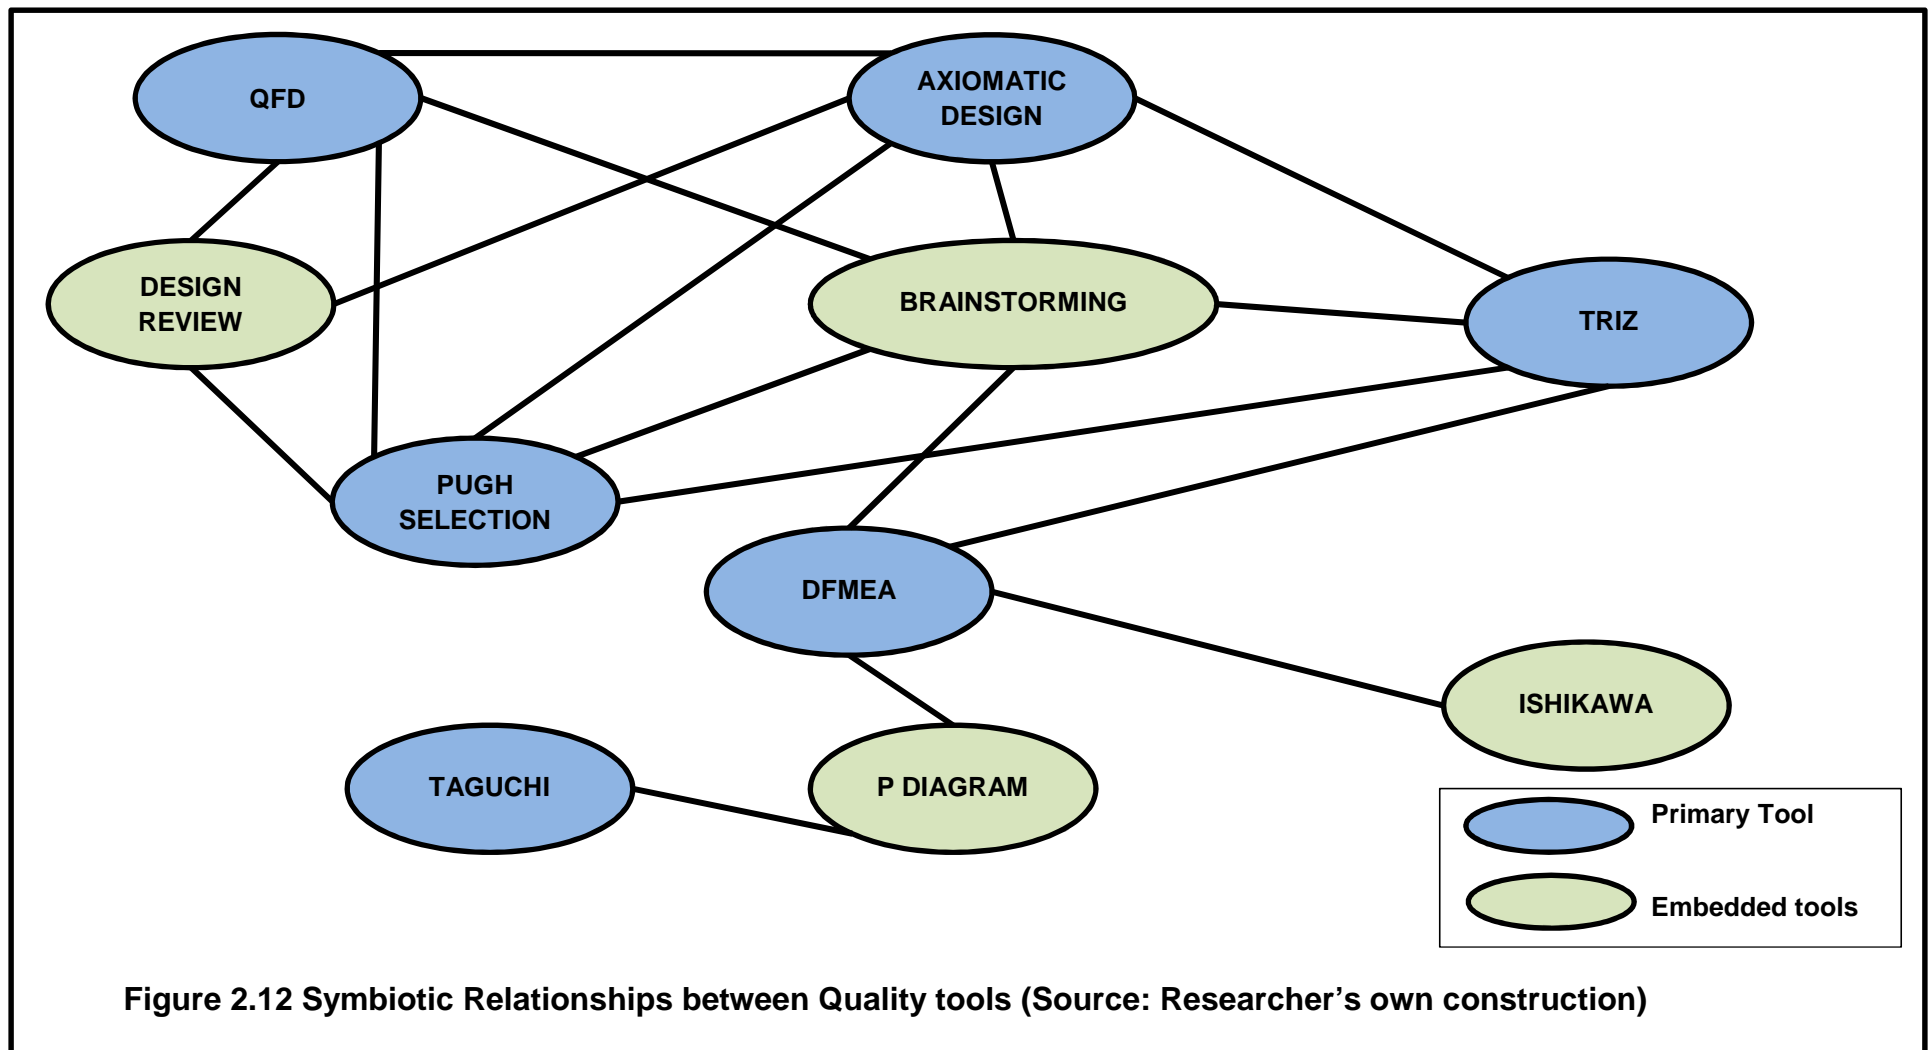 QFD
AXIOMATIC
DESIGN
DESIGN
REVIEW
BRAINSTORMING
TRIZ
PUGH
SELECTION
DFMEA
ISHIKAWA
TAGUCHI
P DIAGRAM
Primary Tool
Embedded tools
Figure 2.12 Symbiotic Relationships between Quality tools (Source: Researcher’s own construction)